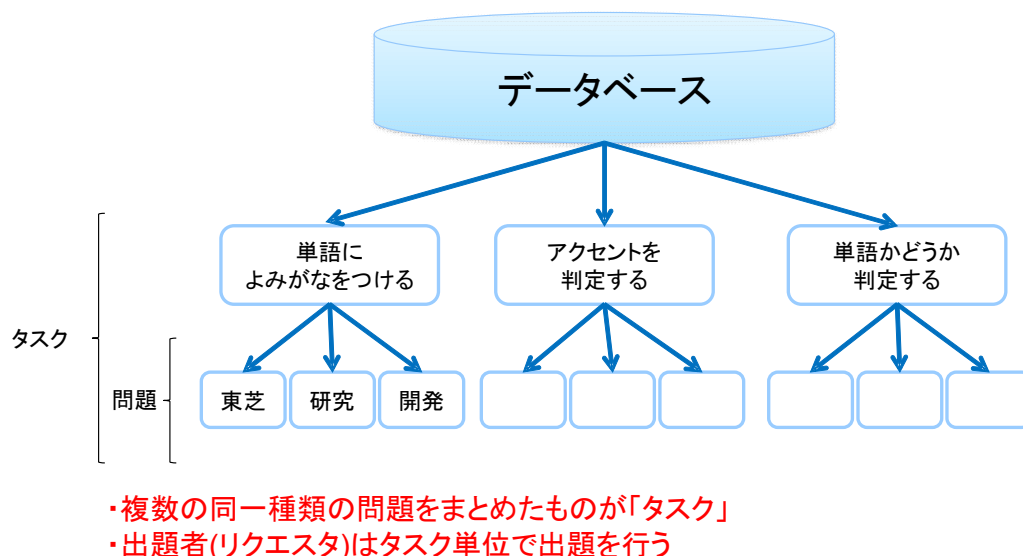 データベース
単語に
よみがなをつける
アクセントを
判定する
単語かどうか
判定する
タスク
問題
東芝
研究
開発
・複数の同一種類の問題をまとめたものが「タスク」
・出題者(リクエスタ)はタスク単位で出題を行う